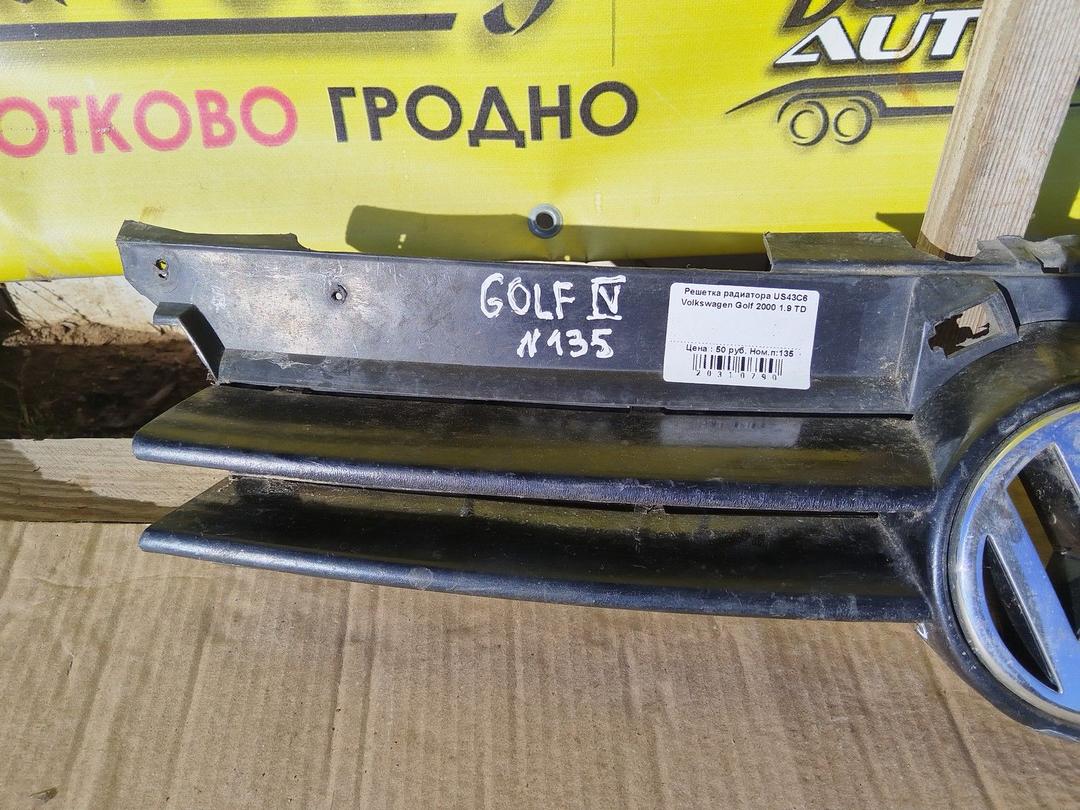 AUT
ОТКОВО ГРОДНО
GOLF IV
N135
Решетка радиатора US43C6
Volkswagen Golf 2000 1.9 TD
Цена : 50 руб. Ном.п:135
20310790